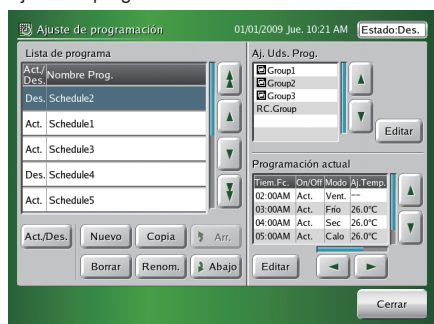 Ajuste de programación 01/01/2009 Jue. 10:21 AM Estado:Des.
Lista de programa
Act./Des. Nombre Prog.
Des. Schedule2
Act. Schedule1
Act. Schedule3
Des. Schedule4
Act. Schedule5
Act./Des. Nuevo Copia Arr.
Borrar Renom. Abajo
Aj. Uds. Prog.
Group1
Group2
Group3
RC.Group
Editar
Programación actual
Tiem.Fc. On/Off Modo Aj.Temp.
02:00AM Act. Vent. --
03:00AM Act. Frío 26.0°C
04:00AM Act. Sec 26.0°C
05:00AM Act. Calo 26.0°C
Editar
Cerrar